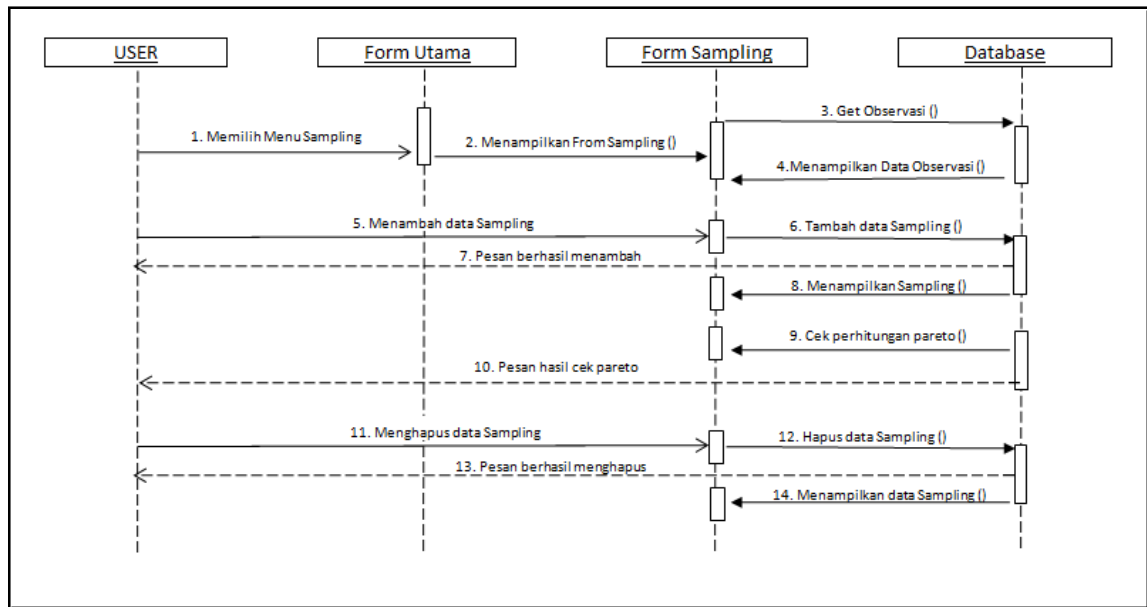 USER
Form Utama
Form Sampling
Database
3. Get Observasi ()
1. Memilih Menu Sampling
2. Menampilkan From Sampling ()
4.Menampilkan Data Observasi ()
5. Menambah data Sampling
6. Tambah data Sampling ()
7. Pesan berhasil menambah
8. Menampilkan Sampling ()
9. Cek perhitungan pareto ()
10. Pesan hasil cek pareto
11. Menghapus data Sampling
12. Hapus data Sampling ()
13. Pesan berhasil menghapus
14. Menampilkan data Sampling ()